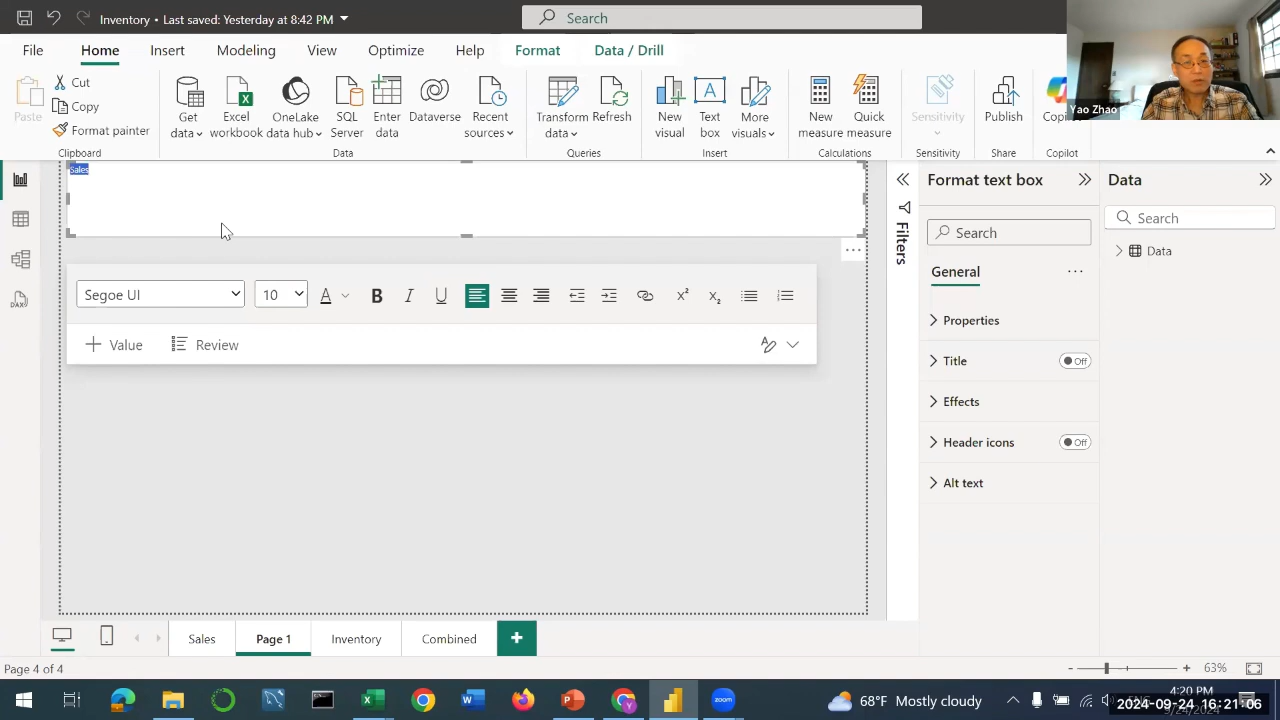 Inventory • Last saved: Yesterday at 8:42 PM
Search
Yao Zhao
File
Home
Insert
Modeling
View
Optimize
Help
Format
Data / Drill
Paste
Cut
Copy
Format painter
Get data
Excel workbook
OneLake data hub
SQL Server
Enter data
Dataverse
Recent sources
Transform data
Refresh
New visual
Text box
More visuals
New measure
Quick measure
Sensitivity
Publish
Clipboard
Data
Queries
Insert
Calculations
Sensitivity
Share
Copilot
Sales
Segoe UI
10
Value
Review
Filters
Format text box
Search
General
Properties
Title
Off
Effects
Header icons
Off
Alt text
Data
Search
Data
Sales
Page 1
Inventory
Combined
Page 4 of 4
63%
68°F Mostly cloudy
4:20 PM
2024-09-24 16:21:06